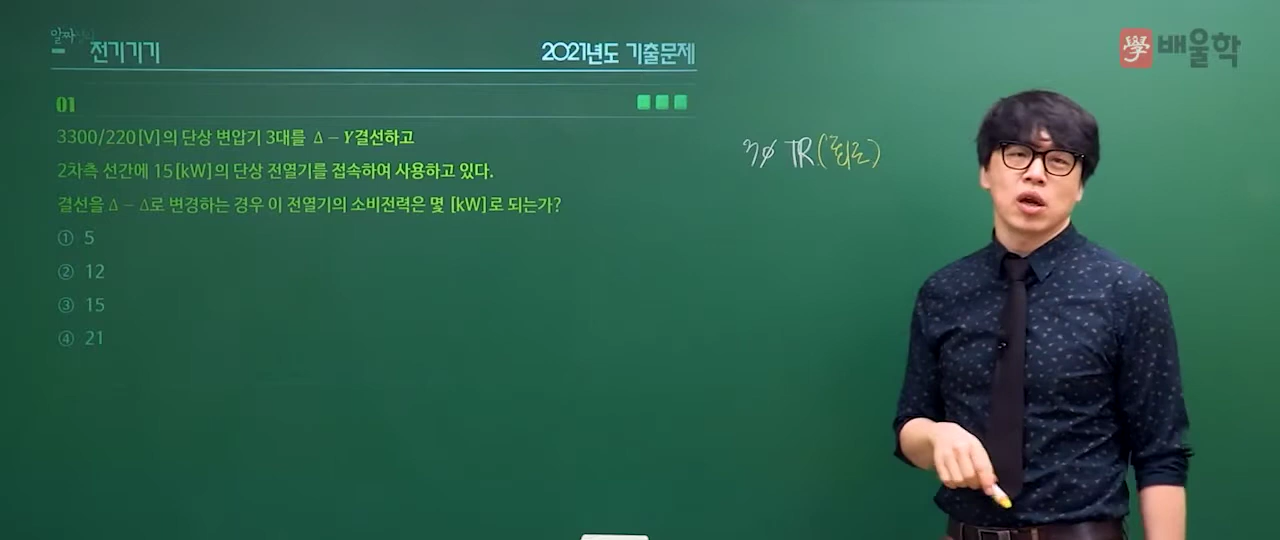 알짜
전기기기
2021년도 기출문제
學 배울학
01
3300/220[V]의 단상 변압기 3대를 Δ − Y결선하고
2차측 선간에 15[kW]의 단상 전열기를 접속하여 사용하고 있다.
결선을 Δ − Δ로 변경하는 경우 이 전열기의 소비전력은 몇 [kW]로 되는가?
① 5
② 12
③ 15
④ 21
TR